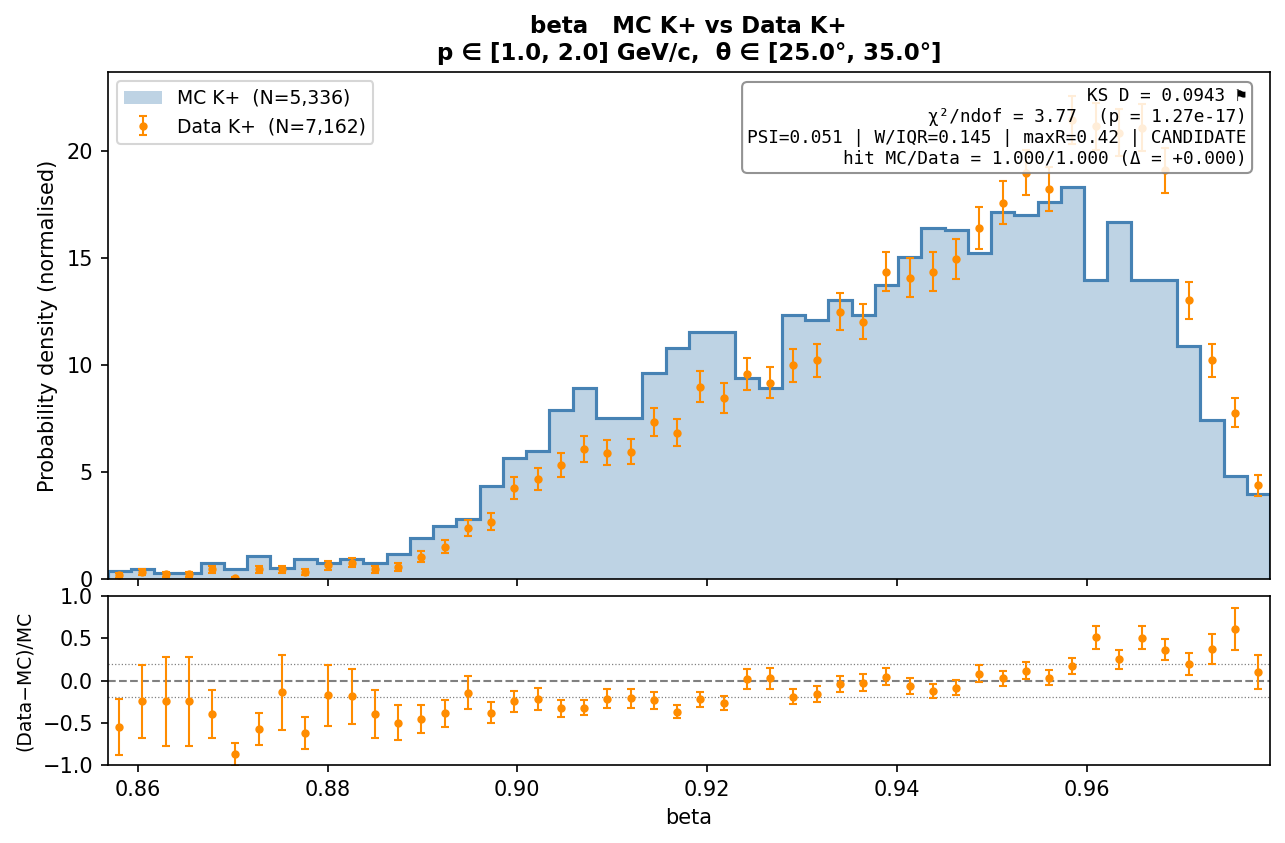 beta   MC K+ vs Data K+
p ∈ [1.0, 2.0] GeV/c,  θ ∈ [25.0°, 35.0°]
MC K+  (N=5,336)
Data K+  (N=7,162)
KS D = 0.0943 ⚑
χ²/ndof = 3.77  (p = 1.27e-17)
PSI=0.051 | W/IQR=0.145 | maxR=0.42 | CANDIDATE
hit MC/Data = 1.000/1.000 (Δ = +0.000)
Probability density (normalised)
20
15
10
5
0
(Data−MC)/MC
1.0
0.5
0.0
−0.5
−1.0
0.86 0.88 0.90 0.92 0.94 0.96
beta